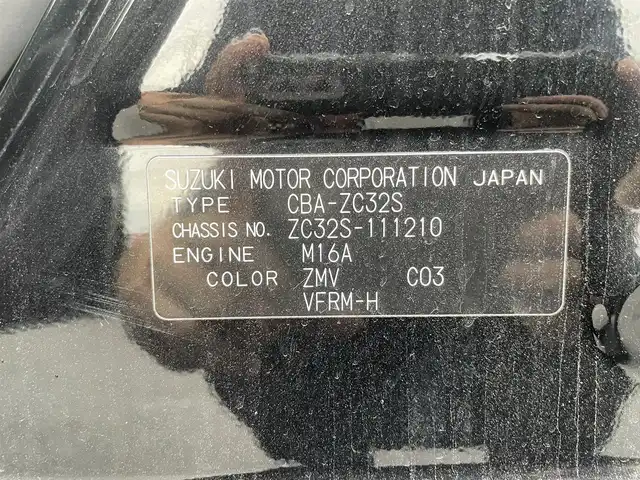 SUZUKI MOTOR CORPORATION JAPAN
TYPE CBA-ZC32S
CHASSIS NO. ZC32S-111210
ENGINE M16A
COLOR ZMV C03
VFRM-H